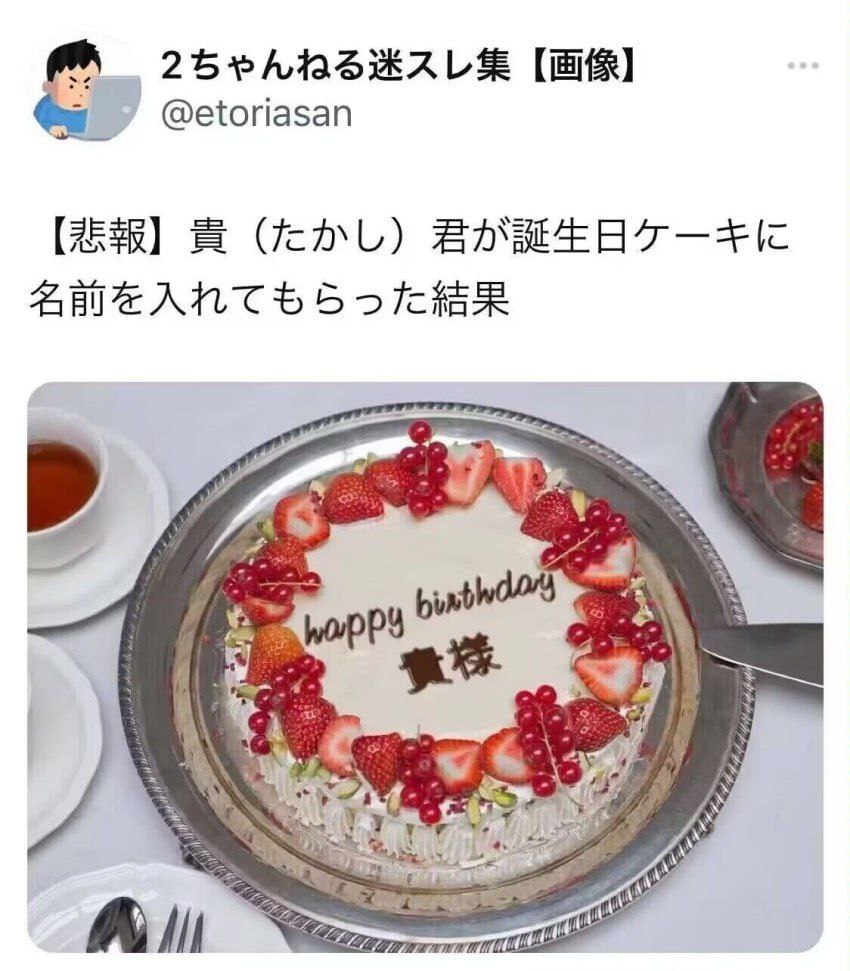 ２ちゃんねる迷スレ集【画像】
@etoriasan
【悲報】貴（たかし）君が誕生日ケーキに
名前を入れてもらった結果
happy birthday
貴様